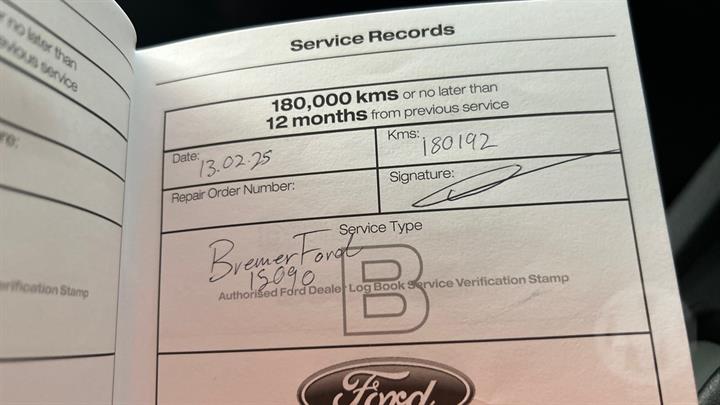 r no later than
evious service
re:
erification Stamp
Service Records
180,000 kms or no later than
12 months from previous service
Date: 13.02.25
Kms: 180192
Repair Order Number:
Signature:
Service Type
Bremer Ford
18090
B
Authorised Ford Dealer Log Book Service Verification Stamp
Ford